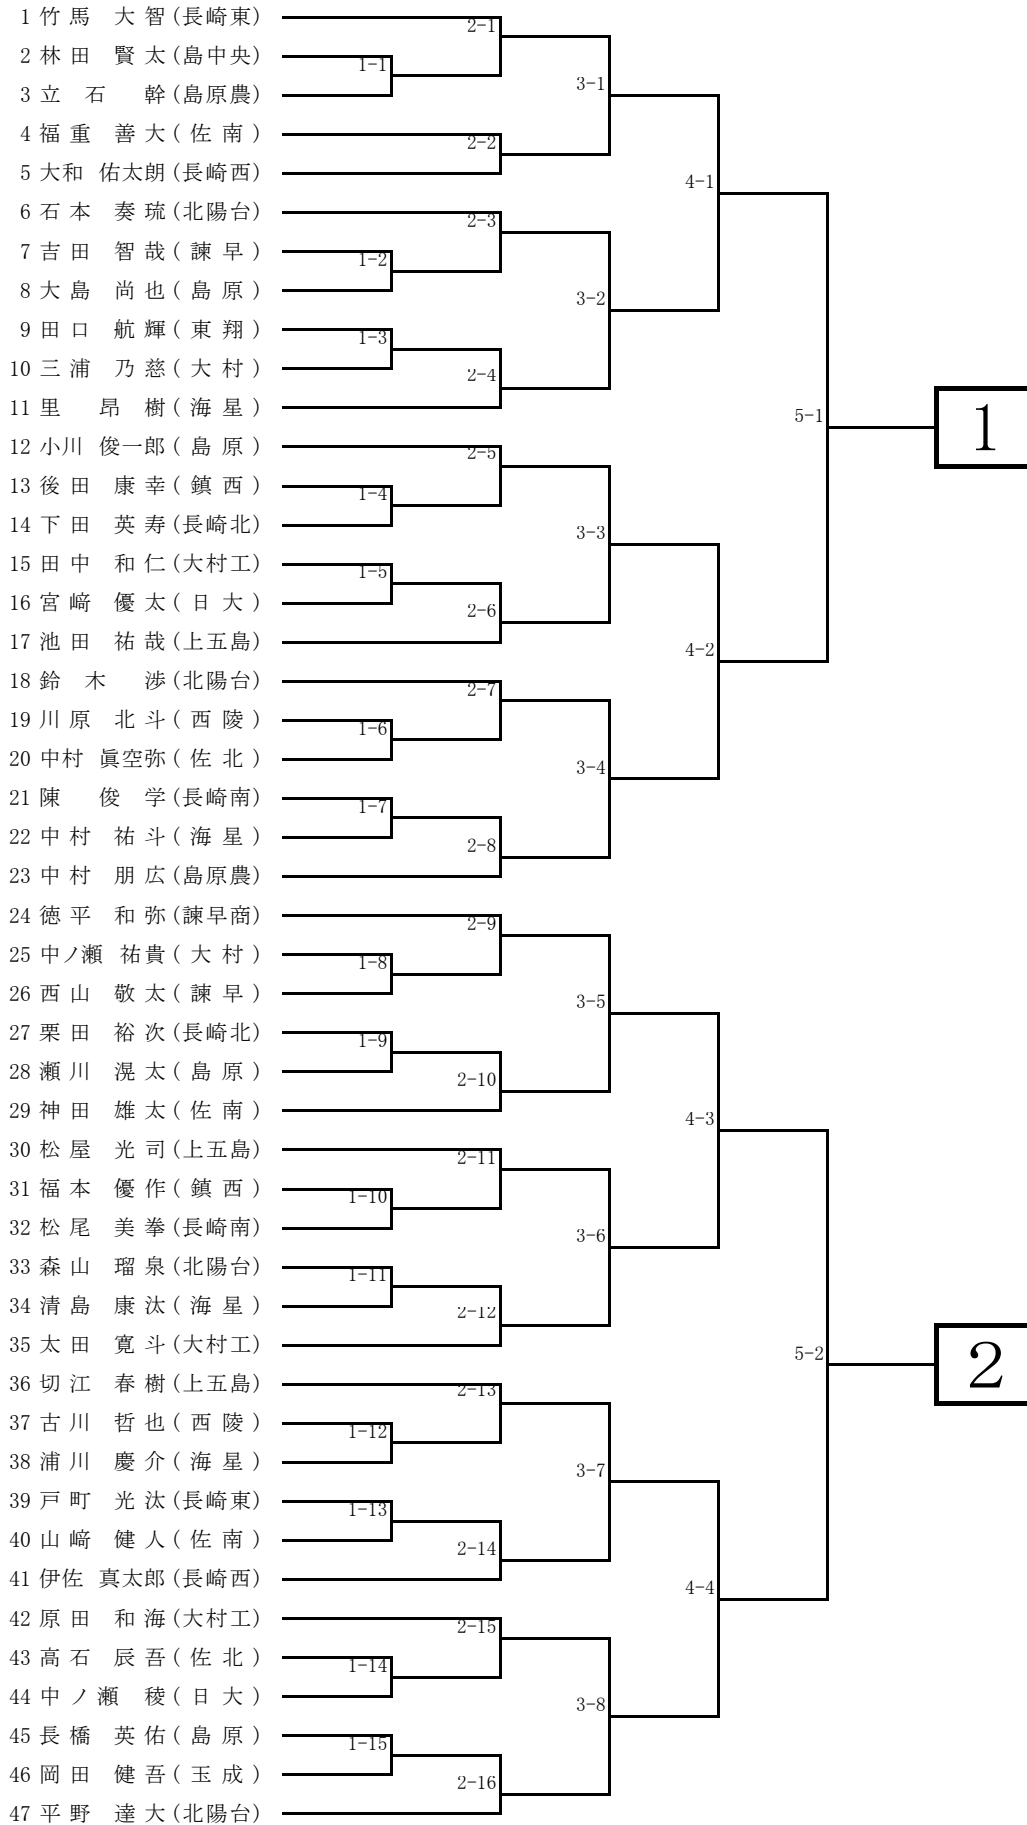 1 竹馬 大智(長崎東)
2-1
2 林田 賢太(島中央)
1-1
3 立石 幹(島原農)
3-1
4 福重 善大(佐南)
2-2
5 大和 佑太朗(長崎西)
4-1
6 石本 奏琉(北陽台)
2-3
7 吉田 智哉(諫早)
1-2
8 大島 尚也(島原)
3-2
9 田口 航輝(東翔)
1-3
10 三浦 乃慈(大村)
2-4
11 里 昂樹(海星)
5-1
1
12 小川 俊一郎(島原)
2-5
13 後田 康幸(鎮西)
1-4
14 下田 英寿(長崎北)
3-3
15 田中 和仁(大村工)
1-5
16 宮﨑 優太(日大)
2-6
17 池田 祐哉(上五島)
4-2
18 鈴木 渉(北陽台)
2-7
19 川原 北斗(西陵)
1-6
20 中村 眞空弥(佐北)
3-4
21 陳 俊学(長崎南)
1-7
22 中村 祐斗(海星)
2-8
23 中村 朋広(島原農)
24 徳平 和弥(諫早商)
2-9
25 中ノ瀬 祐貴(大村)
1-8
26 西山 敬太(諫早)
3-5
27 栗田 裕次(長崎北)
1-9
28 瀬川 滉太(島原)
2-10
29 神田 雄太(佐南)
4-3
30 松屋 光司(上五島)
2-11
31 福本 優作(鎮西)
1-10
32 松尾 美拳(長崎南)
3-6
33 森山 瑠泉(北陽台)
1-11
34 清島 康汰(海星)
2-12
35 太田 寛斗(大村工)
5-2
2
36 切江 春樹(上五島)
2-13
37 古川 哲也(西陵)
1-12
38 浦川 慶介(海星)
3-7
39 戸町 光汰(長崎東)
1-13
40 山﨑 健人(佐南)
2-14
41 伊佐 真太郎(長崎西)
4-4
42 原田 和海(大村工)
2-15
43 高石 辰吾(佐北)
1-14
44 中ノ瀬 稜(日大)
3-8
45 長橋 英佑(島原)
1-15
46 岡田 健吾(玉成)
2-16
47 平野 達大(北陽台)